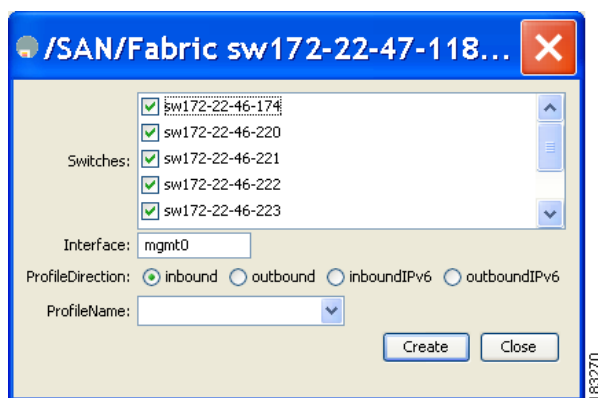 /SAN/Fabric sw172-22-47-118...
Switches:
sw172-22-46-174
sw172-22-46-220
sw172-22-46-221
sw172-22-46-222
sw172-22-46-223
Interface: mgmt0
ProfileDirection: inbound outbound inboundIPv6 outboundIPv6
ProfileName:
Create Close
183270